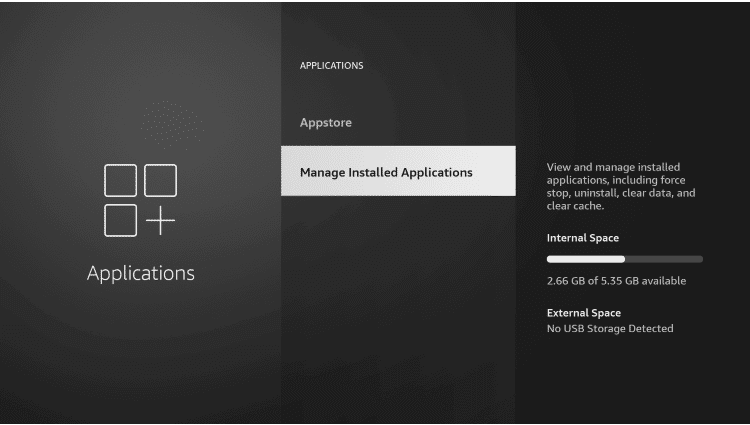 Applications
APPLICATIONS
Appstore
Manage Installed Applications
View and manage installed
applications, including force
stop, uninstall, clear data, and
clear cache.
Internal Space
2.66 GB of 5.35 GB available
External Space
No USB Storage Detected